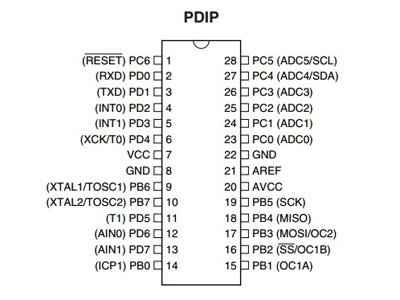 PDIP
(RESET) PC6 1 28 PC5 (ADC5/SCL)
(RXD) PD0 2 27 PC4 (ADC4/SDA)
(TXD) PD1 3 26 PC3 (ADC3)
(INT0) PD2 4 25 PC2 (ADC2)
(INT1) PD3 5 24 PC1 (ADC1)
(XCK/T0) PD4 6 23 PC0 (ADC0)
VCC 7 22 GND
GND 8 21 AREF
(XTAL1/TOSC1) PB6 9 20 AVCC
(XTAL2/TOSC2) PB7 10 19 PB5 (SCK)
(T1) PD5 11 18 PB4 (MISO)
(AIN0) PD6 12 17 PB3 (MOSI/OC2)
(AIN1) PD7 13 16 PB2 (SS/OC1B)
(ICP1) PB0 14 15 PB1 (OC1A)